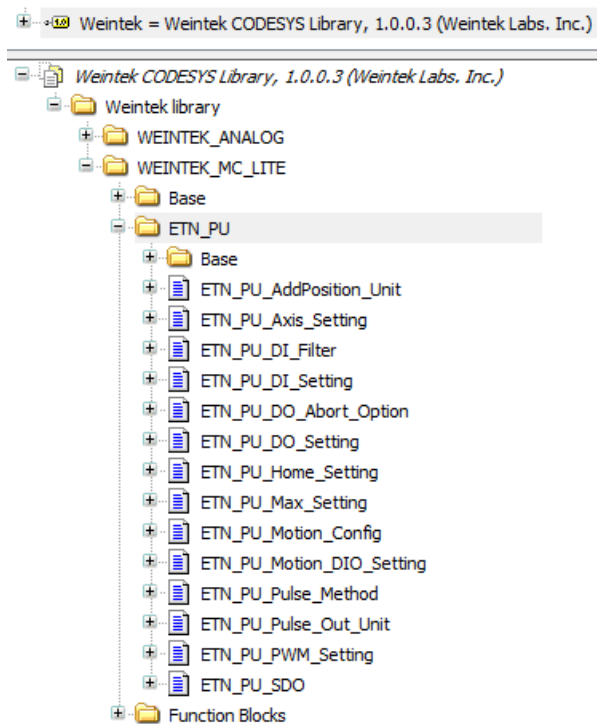 Weintek = Weintek CODESYS Library, 1.0.0.3 (Weintek Labs. Inc.)
Weintek CODESYS Library, 1.0.0.3 (Weintek Labs. Inc.)
Weintek library
WEINTEK_ANALOG
WEINTEK_MC_LITE
Base
ETN_PU
Base
ETN_PU_AddPosition_Unit
ETN_PU_Axis_Setting
ETN_PU_DI_Filter
ETN_PU_DI_Setting
ETN_PU_DO_Abort_Option
ETN_PU_DO_Setting
ETN_PU_Home_Setting
ETN_PU_Max_Setting
ETN_PU_Motion_Config
ETN_PU_Motion_DIO_Setting
ETN_PU_Pulse_Method
ETN_PU_Pulse_Out_Unit
ETN_PU_PWM_Setting
ETN_PU_SDO
Function Blocks